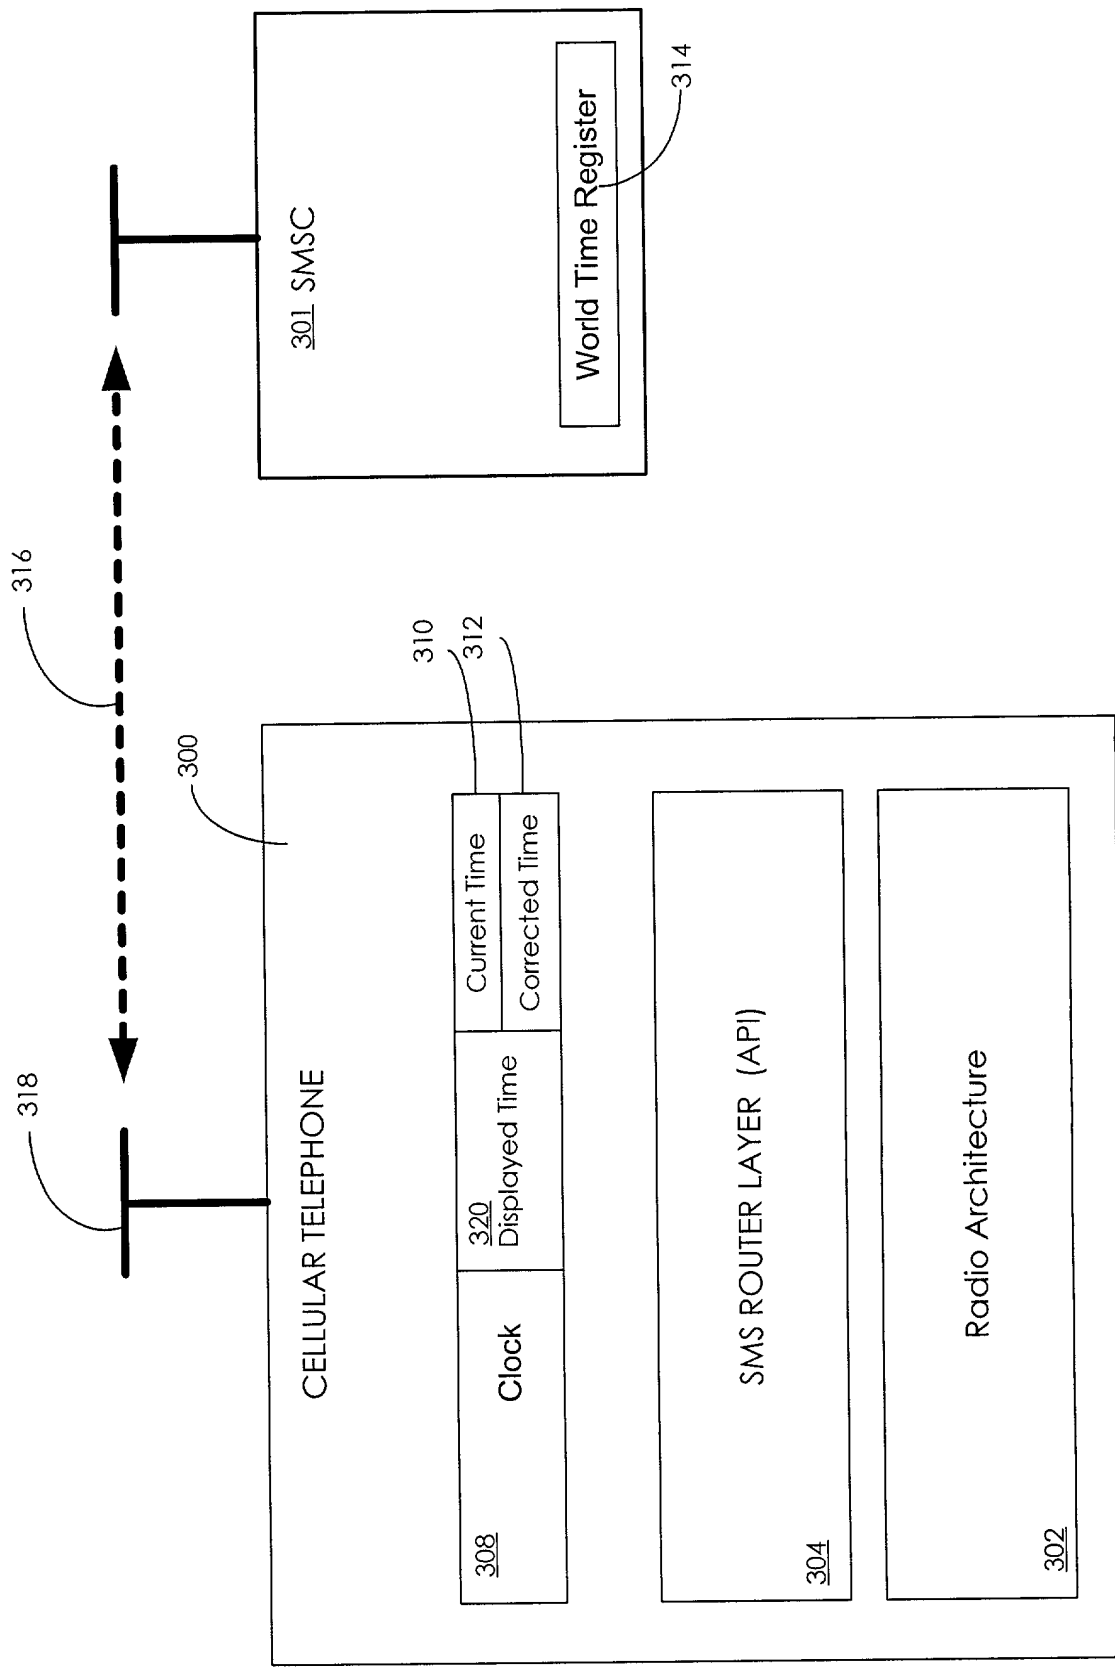 318
316
300
CELLULAR TELEPHONE
308
Clock
320
Displayed Time
Current Time
Corrected Time
310
312
304
SMS ROUTER LAYER (API)
302
Radio Architecture
301 SMSC
World Time Register
314